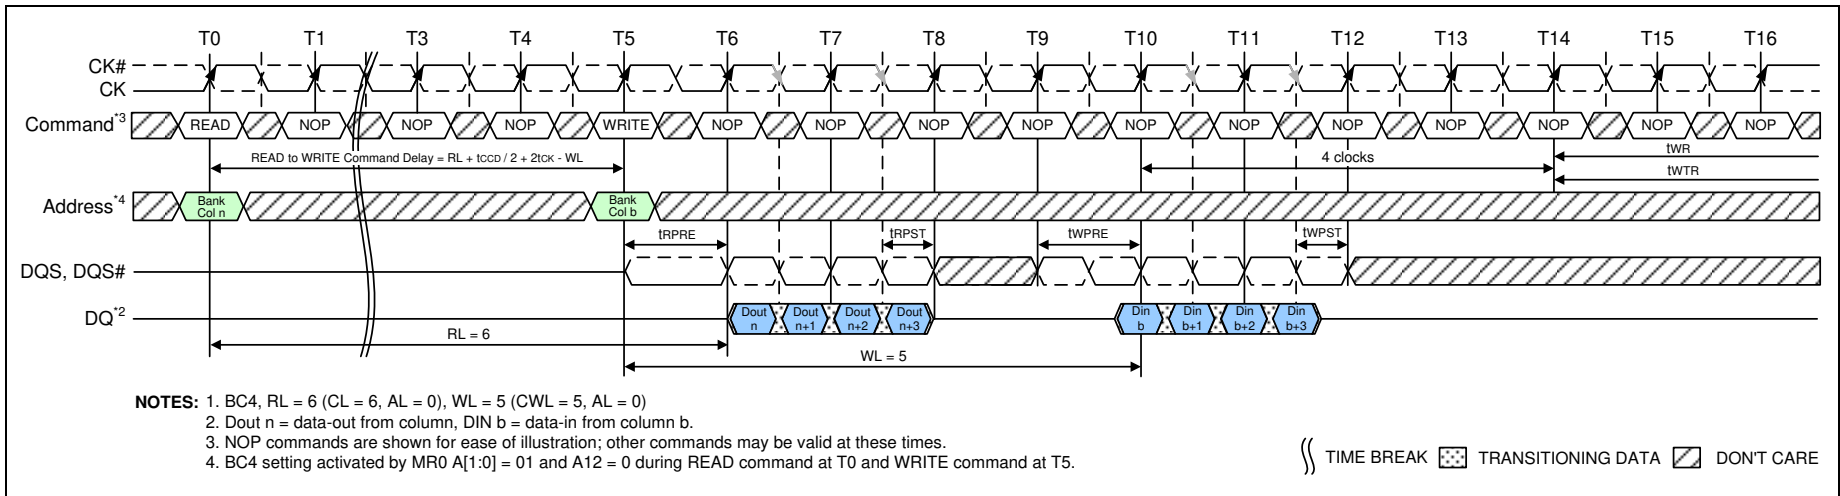 T0 T1 T3 T4 T5 T6 T7 T8 T9 T10 T11 T12 T13 T14 T15 T16
CK#
CK
Command*3 READ NOP NOP NOP WRITE NOP NOP NOP NOP NOP NOP NOP NOP NOP NOP NOP
READ to WRITE Command Delay = RL + tCCD / 2 + 2tCK - WL
4 clocks
tWR
tWTR
Address*4
Bank
Col n
Bank
Col b
tRPRE tRPST tWPRE tWPST
DQS, DQS#
DQ*2
Dout
n
Dout
n+1
Dout
n+2
Dout
n+3
Din
b
Din
b+1
Din
b+2
Din
b+3
RL = 6
WL = 5
NOTES: 1. BC4, RL = 6 (CL = 6, AL = 0), WL = 5 (CWL = 5, AL = 0)
2. Dout n = data-out from column, DIN b = data-in from column b.
3. NOP commands are shown for ease of illustration; other commands may be valid at these times.
4. BC4 setting activated by MR0 A[1:0] = 01 and A12 = 0 during READ command at T0 and WRITE command at T5.
TIME BREAK TRANSITIONING DATA DON'T CARE